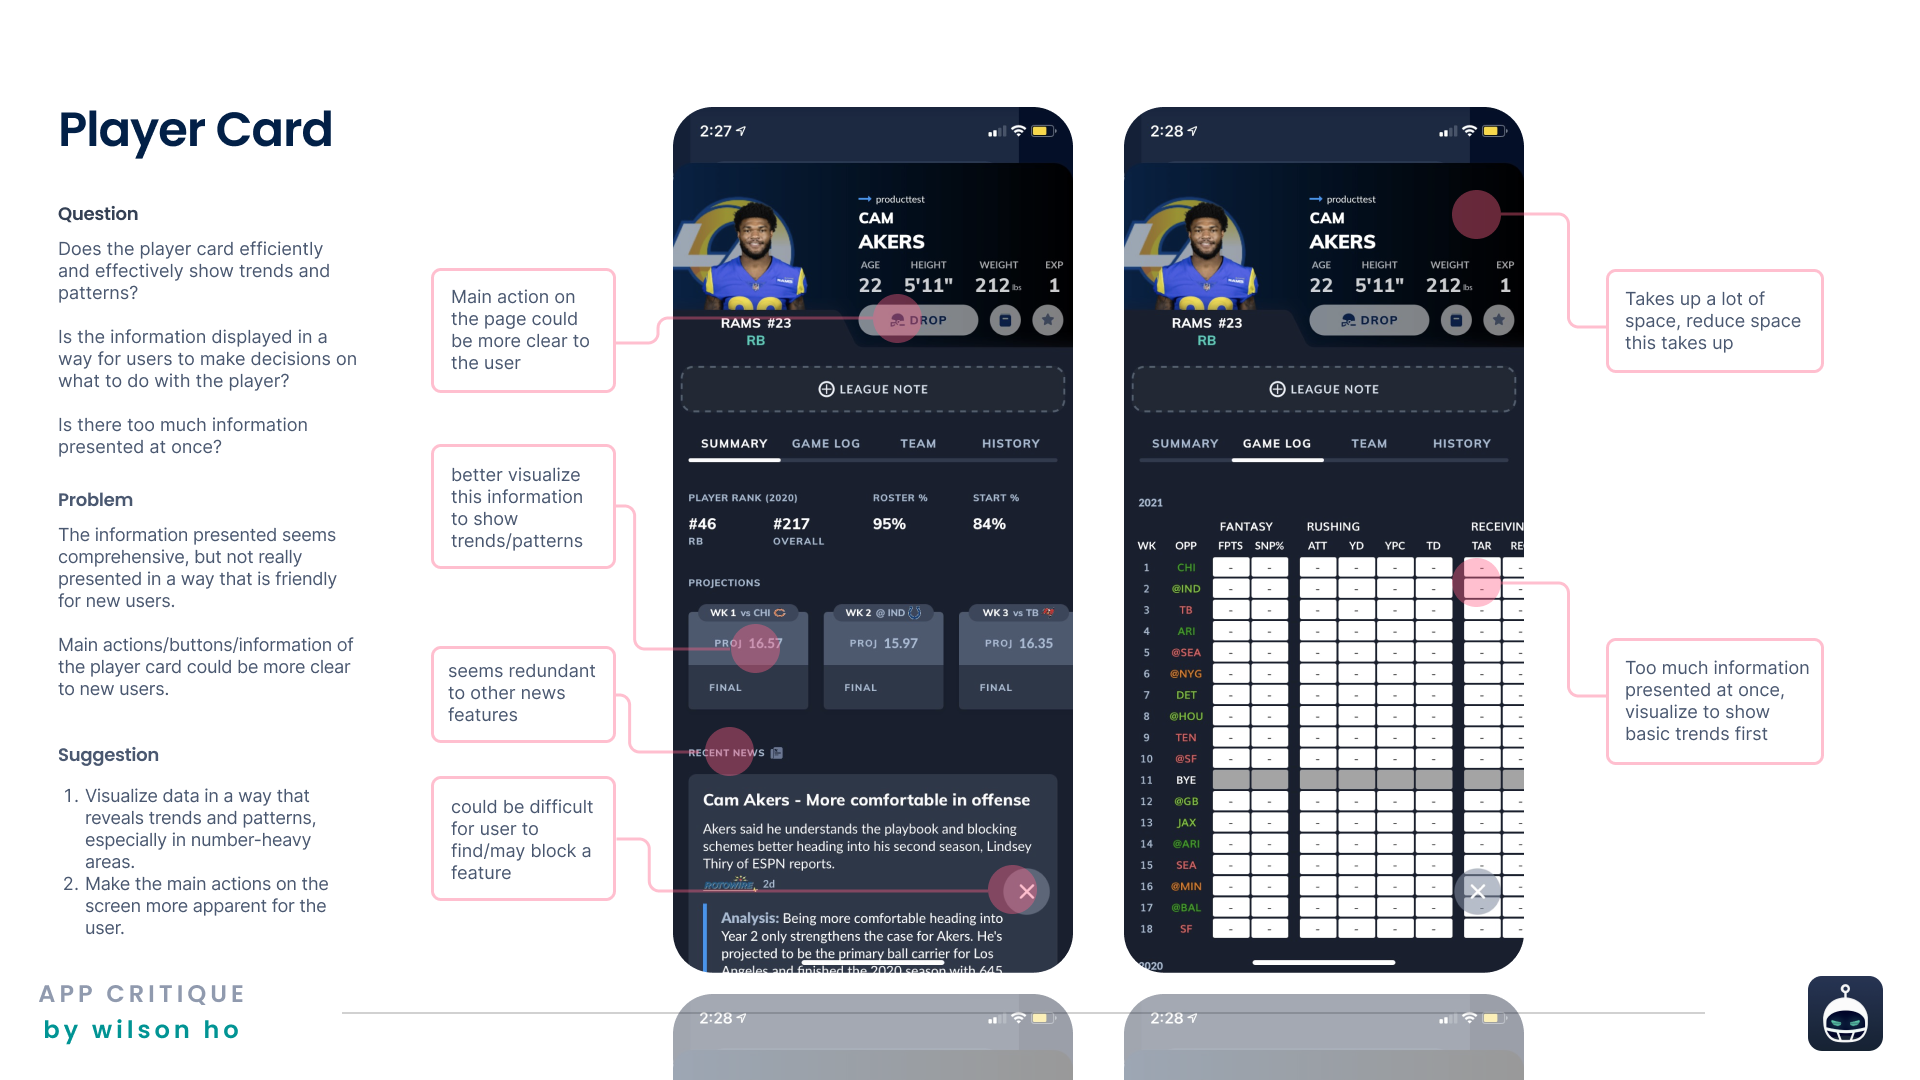 Player Card
Question
Does the player card efficiently
and effectively show trends and
patterns?
Is the information displayed in a
way for users to make decisions on
what to do with the player?
Is there too much information
presented at once?
Problem
The information presented seems
comprehensive, but not really
presented in a way that is friendly
for new users.
Main actions/buttons/information of
the player card could be more clear
to new users.
Suggestion
1. Visualize data in a way that
reveals trends and patterns,
especially in number-heavy
areas.
2. Make the main actions on the
screen more apparent for the
user.
APP CRITIQUE
by wilson ho
Main action on
the page could
be more clear to
the user
better visualize
this information
to show
trends/patterns
seems redundant
to other news
features
could be difficult
for user to
find/may block a
feature
2:27
producttest
CAM
AKERS
AGE HEIGHT WEIGHT EXP
22 5'11" 212 lbs 1
DROP
RAMS #23
RB
LEAGUE NOTE
SUMMARY GAME LOG TEAM HISTORY
PLAYER RANK (2020) ROSTER % START %
#46 #217 95% 84%
RB OVERALL
PROJECTIONS
WK 1 vs CHI WK 2 @ IND WK 3 vs TB
PROJ 16.57 PROJ 15.97 PROJ 16.35
FINAL FINAL FINAL
RECENT NEWS
Cam Akers - More comfortable in offense
Akers said he understands the playbook and blocking
schemes better heading into his second season, Lindsey
Thiry of ESPN reports.
ROTOWIRE 2d
Analysis: Being more comfortable heading into
Year 2 only strengthens the case for Akers. He's
projected to be the primary ball carrier for Los
Angeles and finished the 2020 season with 645
2:28
2:28
producttest
CAM
AKERS
AGE HEIGHT WEIGHT EXP
22 5'11" 212 lbs 1
DROP
RAMS #23
RB
LEAGUE NOTE
SUMMARY GAME LOG TEAM HISTORY
2021
FANTASY RUSHING RECEIVIN
WK OPP FPTS SNP% ATT YD YPC TD TAR RE
1 CHI - - - - - - - -
2 @IND - - - - - - - -
3 TB - - - - - - - -
4 ARI - - - - - - - -
5 @SEA - - - - - - - -
6 @NYG - - - - - - - -
7 DET - - - - - - - -
8 @HOU - - - - - - - -
9 TEN - - - - - - - -
10 @SF - - - - - - - -
11 BYE
12 @GB - - - - - - - -
13 JAX - - - - - - - -
14 @ARI - - - - - - - -
15 SEA - - - - - - - -
16 @MIN - - - - - - - -
17 @BAL - - - - - - - -
18 SF - - - - - - - -
2020
2:28
Takes up a lot of
space, reduce space
this takes up
Too much information
presented at once,
visualize to show
basic trends first